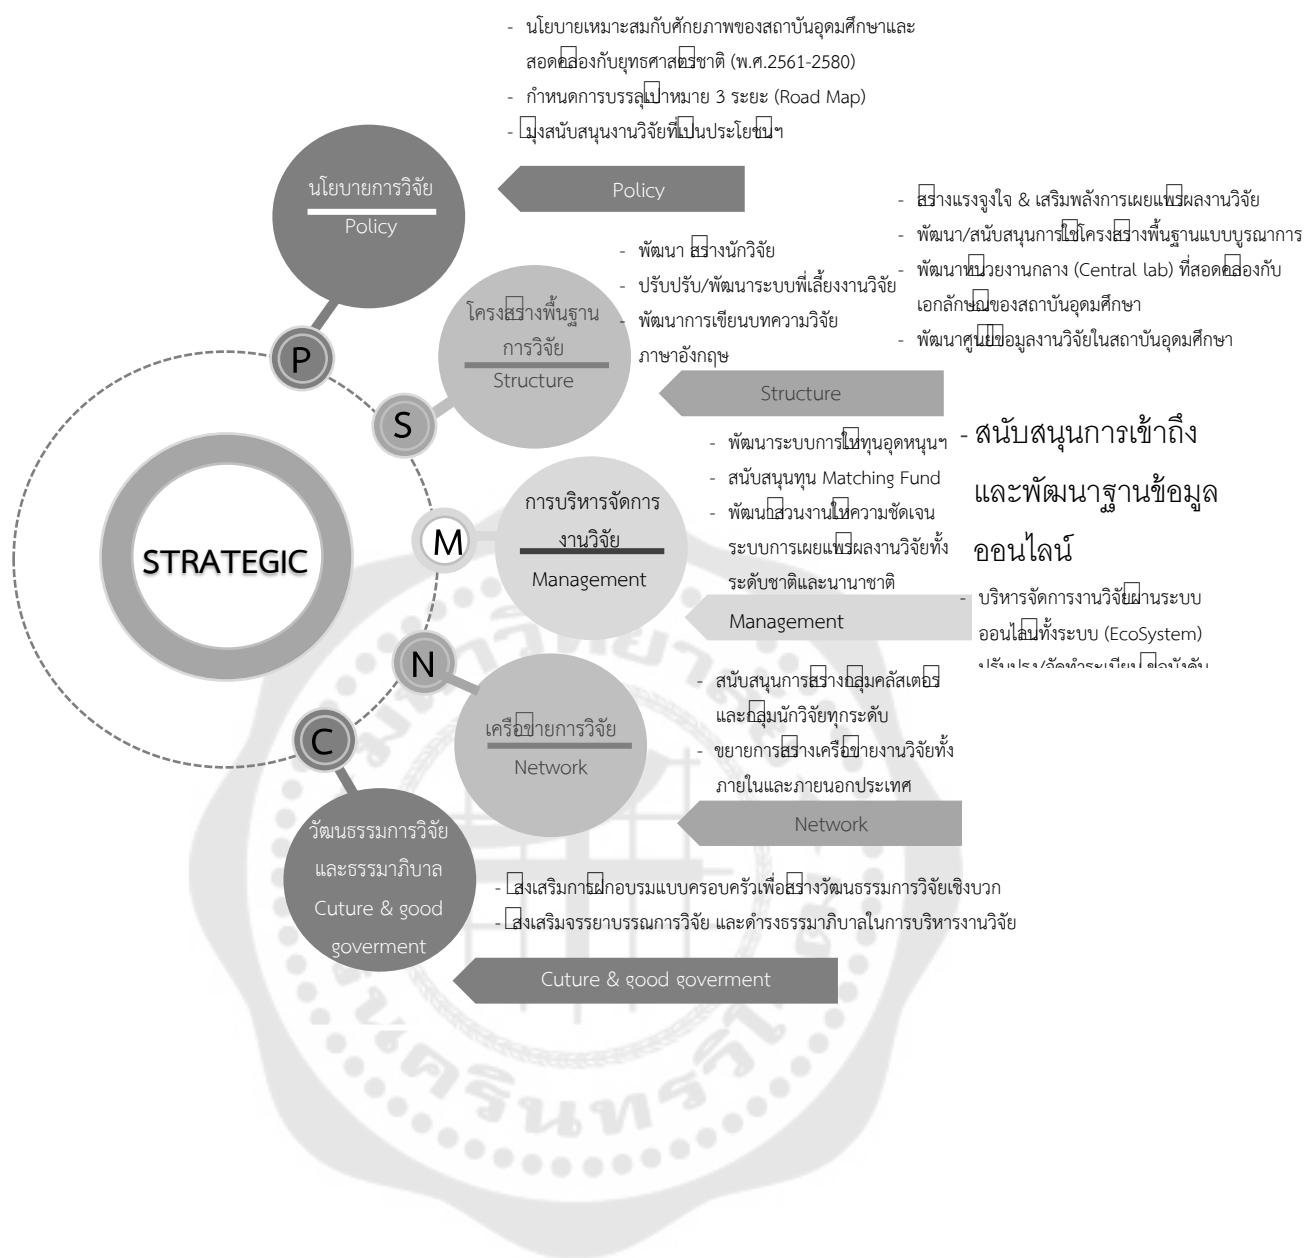 - นโยบายเหมาะสมกับศักยภาพของสถาบันอุดมศึกษาและ
สอดคล้องกับยุทธศาสตร์ชาติ (พ.ศ.2561-2580)
- กำหนดการบรรลุเป้าหมาย 3 ระยะ (Road Map)
- มุ่งสนับสนุนงานวิจัยที่เป็นประโยชน์ฯ
Policy
นโยบายการวิจัย
Policy
- สร้างแรงจูงใจ & เสริมพลังการเผยแพร่ผลงานวิจัย
- พัฒนา/สนับสนุนการใช้โครงสร้างพื้นฐานแบบบูรณาการ
- พัฒนาหน่วยงานกลาง (Central lab) ที่สอดคล้องกับ
เอกลักษณ์ของสถาบันอุดมศึกษา
- พัฒนาศูนย์ข้อมูลงานวิจัยในสถาบันอุดมศึกษา
- พัฒนา สร้างนักวิจัย
- ปรับปรับ/พัฒนาระบบพี่เลี้ยงงานวิจัย
- พัฒนาการเขียนบทความวิจัย
ภาษาอังกฤษ
โครงสร้างพื้นฐาน
การวิจัย
Structure
P
S
Structure
- พัฒนาระบบการให้ทุนอุดหนุนฯ
- สนับสนุนทุน Matching Fund
- พัฒนาส่วนงานให้ความชัดเจน
ระบบการเผยแพร่ผลงานวิจัยทั้ง
ระดับชาติและนานาชาติ
- สนับสนุนการเข้าถึง
และพัฒนาฐานข้อมูล
ออนไลน์
- บริหารจัดการงานวิจัยผ่านระบบ
ออนไลน์ทั้งระบบ (EcoSystem)
ปรับปรุง/จัดทำระเบียบ ข้อบังคับ
การบริหารจัดการ
งานวิจัย
Management
M
STRATEGIC
Management
N
- สนับสนุนการสร้างกลุ่มคลัสเตอร์
และกลุ่มนักวิจัยทุกระดับ
- ขยายการสร้างเครือข่ายงานวิจัยทั้ง
ภายในและภายนอกประเทศ
เครือข่ายการวิจัย
Network
C
Network
วัฒนธรรมการวิจัย
และธรรมาภิบาล
Cuture & good
goverment
- ส่งเสริมการฝึกอบรมแบบครอบครัวเพื่อสร้างวัฒนธรรมการวิจัยเชิงบวก
- ส่งเสริมจรรยาบรรณการวิจัย และดำรงธรรมาภิบาลในการบริหารงานวิจัย
Cuture & good goverment